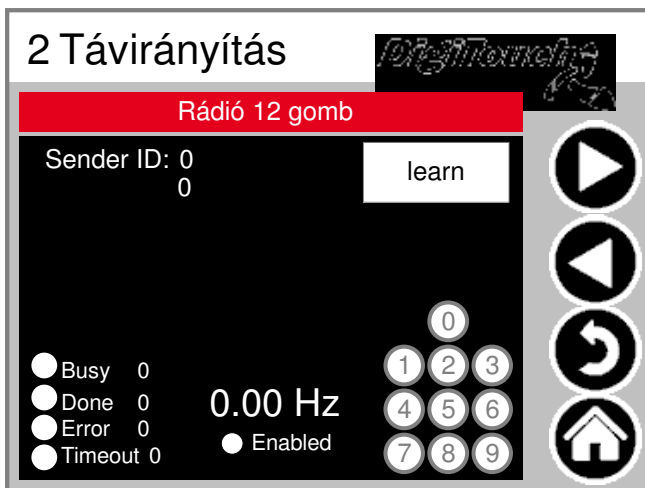 2 Távirányítás
DigiTouch
Rádió 12 gomb
Sender ID: 0
0
learn
0
Busy 0
1 2 3
Done 0
0.00 Hz
4 5 6
Error 0
Enabled
Timeout 0
7 8 9